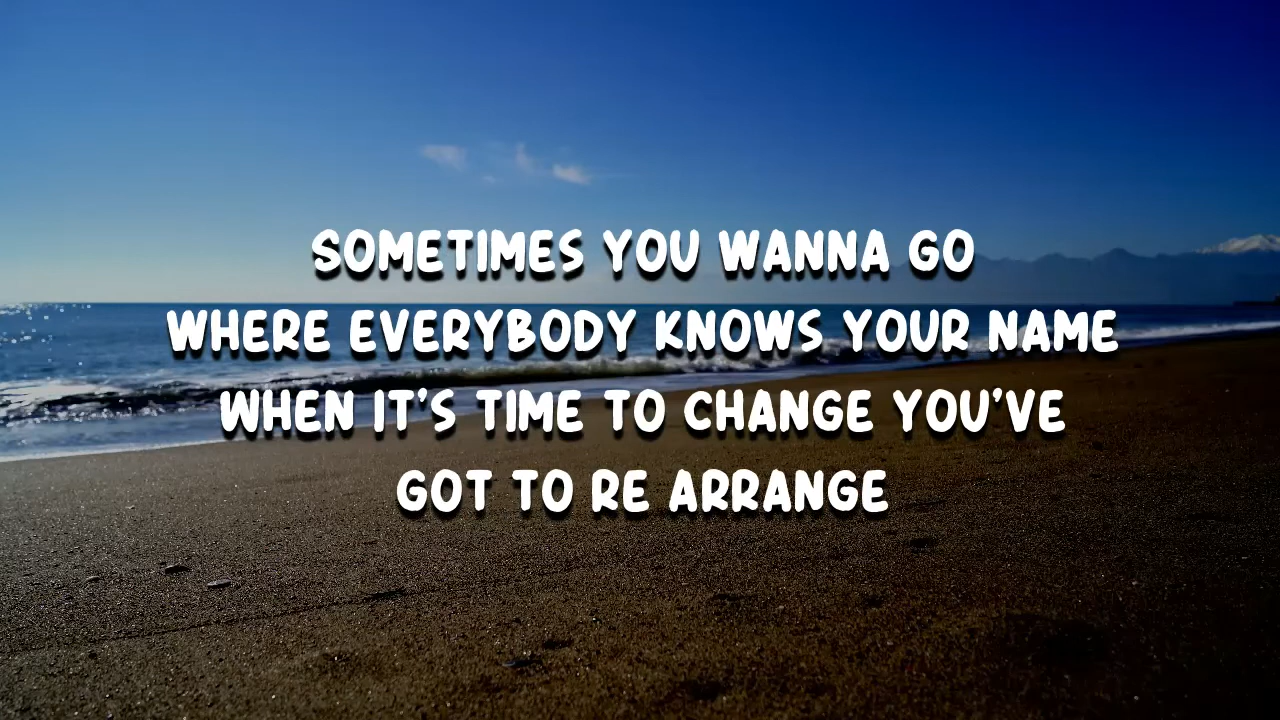 SOMETIMES YOU WANNA GO
WHERE EVERYBODY KNOWS YOUR NAME
WHEN IT'S TIME TO CHANGE YOU'VE
GOT TO RE ARRANGE